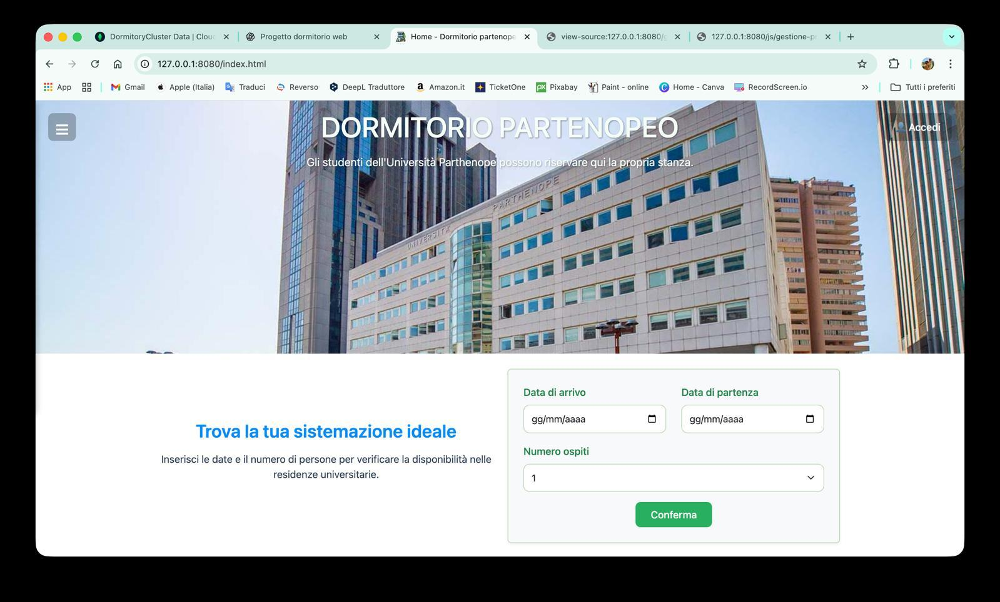 DormitoryCluster Data | Clou
Progetto dormitorio web
Home - Dormitorio partenope
view-source:127.0.0.1:8080/g
127.0.0.1:8080/js/gestione-pr
127.0.0.1:8080/index.html
App
Gmail
Apple (Italia)
Traduci
Reverso
DeepL Traduttore
Amazon.it
TicketOne
Pixabay
Paint - online
Home - Canva
RecordScreen.io
Tutti i preferiti
DORMITORIO PARTENOPEO
Accedi
Gli studenti dell'Università Parthenope possono riservare qui la propria stanza.
UNIVERSITÀ PARTHENOPE
Trova la tua sistemazione ideale
Inserisci le date e il numero di persone per verificare la disponibilità nelle
residenze universitarie.
Data di arrivo
Data di partenza
gg/mm/aaaa
gg/mm/aaaa
Numero ospiti
1
Conferma